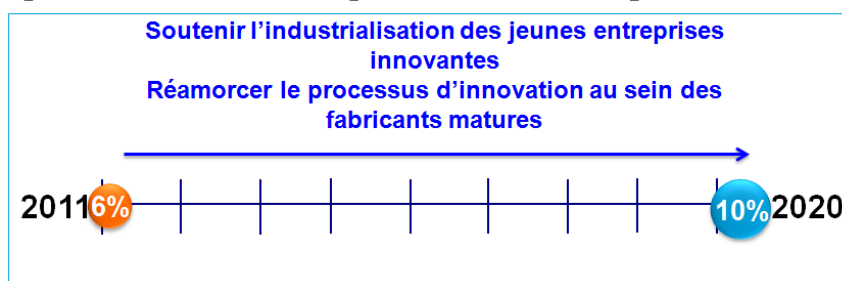 Soutenir l'industrialisation des jeunes entreprises
innovantes
Réamorcer le processus d'innovation au sein des
fabricants matures
2011 6% 10% 2020